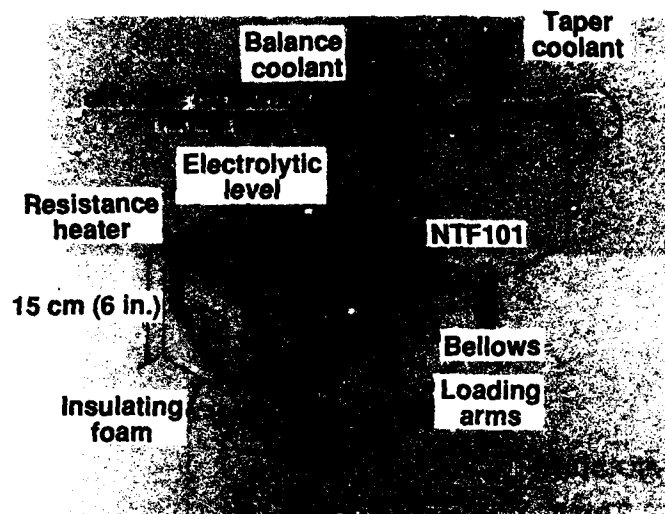 Taper
coolant
Balance
coolant
Electrolytic
level
Resistance
heater
NTF101
15 cm (6 in.)
Bellows
Loading
arms
Insulating
foam